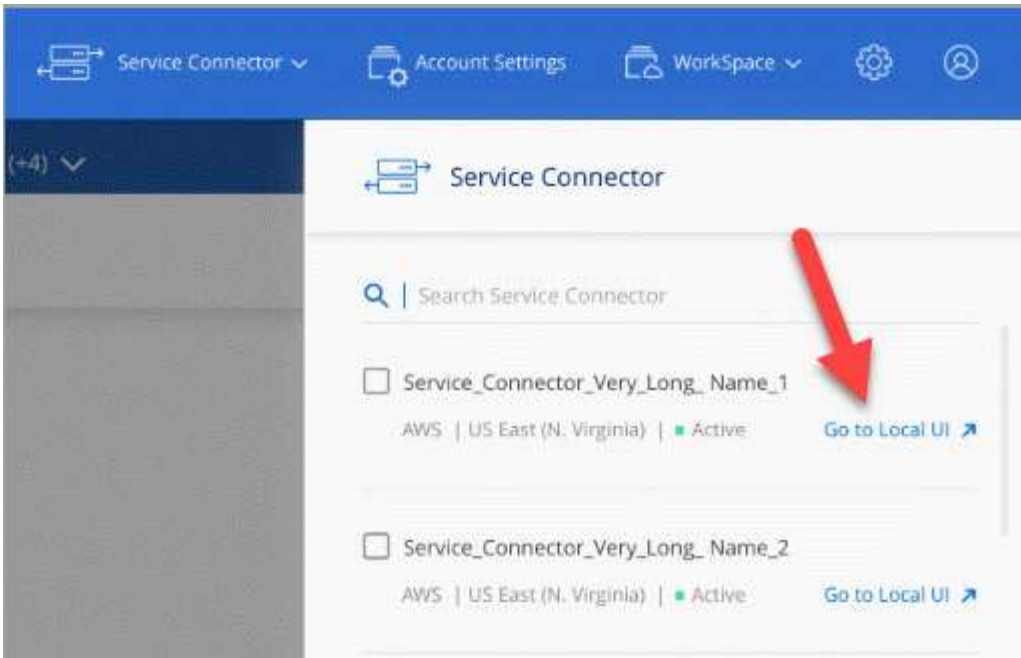 Service Connector Account Settings WorkSpace
(+4)
Service Connector
Search Service Connector
Service_Connector_Very_Long_ Name_1
AWS | US East (N. Virginia) | Active Go to Local UI
Service_Connector_Very_Long_ Name_2
AWS | US East (N. Virginia) | Active Go to Local UI